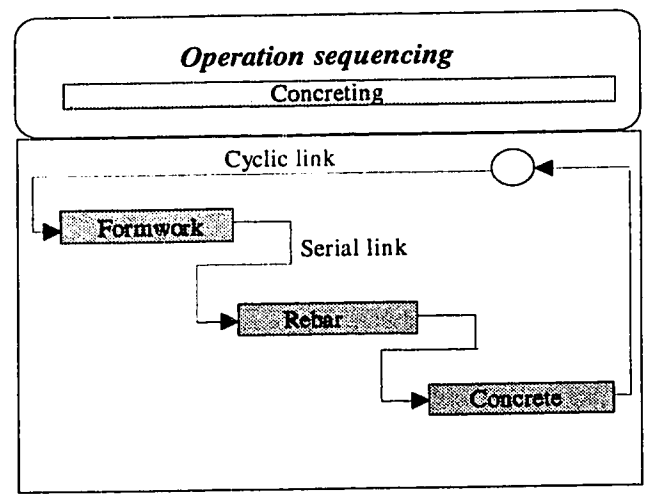 Operation sequencing
Concreting
Cyclic link
Formwork
Serial link
Rebar
Concrete